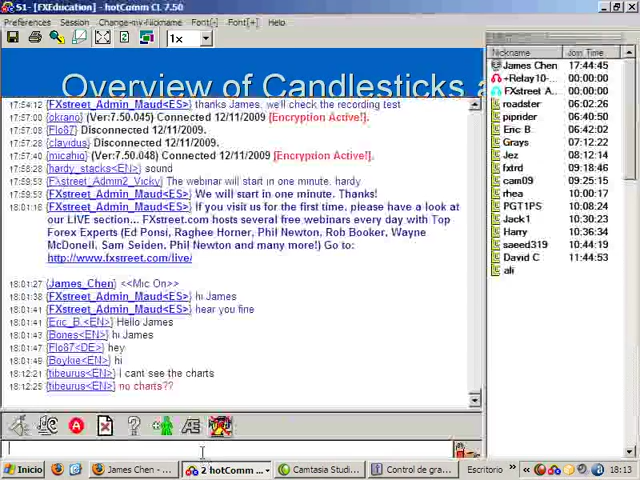 S1- [FXEducation] - hotComm CL 7.50
Preferences Session Change-my-Nickname Font[-] Font[+] Help
1x
Nickname Join Time
Overview of Candlesticks a
17:54:12 {FXstreet_Admin_Maud<ES>} thanks James, we'll check the recording test
17:57:00 {okrano} (Ver:7.50.045) Connected 12/11/2009 [Encryption Active!].
17:57:08 {Flo87} Disconnected 12/11/2009.
17:57:25 {clavidus} Disconnected 12/11/2009.
17:57:40 {micahio} (Ver:7.50.048) Connected 12/11/2009 [Encryption Active!].
17:58:26 {hardy_stacks<EN>} sound
17:59:53 {FXstreet_Admin2_Vicky} The webinar will start in one minute, hardy
17:59:53 {FXstreet_Admin_Maud<ES>} We will start in one minute. Thanks!
18:01:16 {FXstreet_Admin_Maud<ES>} If you visit us for the first time, please have a look at
our LIVE section... FXstreet.com hosts several free webinars every day with Top
Forex Experts (Ed Ponsi, Raghee Horner, Phil Newton, Rob Booker, Wayne
McDonell, Sam Seiden, Phil Newton and many more!) Go to:
http://www.fxstreet.com/live/
18:01:27 {James_Chen} <<Mic On>>
18:01:38 {FXstreet_Admin_Maud<ES>} hi James
18:01:41 {FXstreet_Admin_Maud<ES>} hear you fine
18:01:41 {Eric_B.<EN>} Hello James
18:01:43 {Bones<EN>} hi James
18:01:47 {Flo87<DE>} hey
18:01:49 {Boykie<EN>} hi
18:12:21 {tibeurus<EN>} I cant see the charts
18:12:25 {tibeurus<EN>} no charts??
James Chen 17:44:45
+Relay10-... 00:00:00
FXstreet A... 00:00:00
roadster 06:02:26
piprider 06:40:50
Eric B. 06:42:02
Grays 07:12:22
Jez 08:12:14
fxtrd 09:18:46
cam09 09:25:15
rhea 10:00:17
PGT1PS 10:08:24
Jack1 10:30:23
Harry 10:36:47
saeed319 10:44:19
David C 11:44:53
ali
Inicio James Chen - ... 2 hotComm ... Camtasia Studi... Control de gra... Escritorio » 18:13